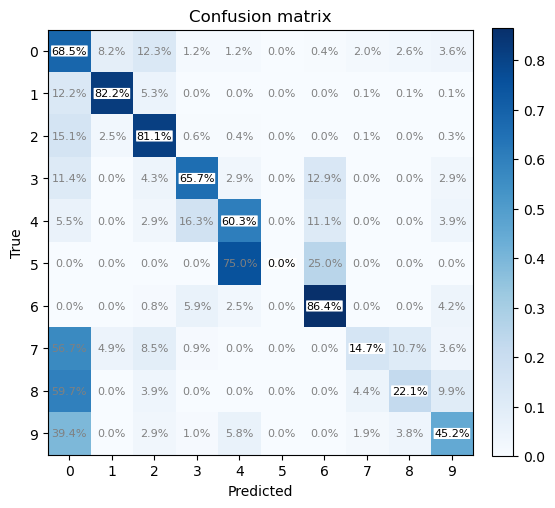 Confusion matrix
0 68.5% 8.2% 12.3% 1.2% 1.2% 0.0% 0.4% 2.0% 2.6% 3.6%
1 12.2% 82.2% 5.3% 0.0% 0.0% 0.0% 0.0% 0.1% 0.1% 0.1%
2 15.1% 2.5% 81.1% 0.6% 0.4% 0.0% 0.0% 0.1% 0.0% 0.3%
3 11.4% 0.0% 4.3% 65.7% 2.9% 0.0% 12.9% 0.0% 0.0% 2.9%
4 5.5% 0.0% 2.9% 16.3% 60.3% 0.0% 11.1% 0.0% 0.0% 3.9%
5 0.0% 0.0% 0.0% 0.0% 75.0% 0.0% 25.0% 0.0% 0.0% 0.0%
6 0.0% 0.0% 0.8% 5.9% 2.5% 0.0% 86.4% 0.0% 0.0% 4.2%
7 4.9% 8.5% 0.9% 0.0% 0.0% 0.0% 14.7% 10.7% 3.6%
8 59.7% 0.0% 3.9% 0.0% 0.0% 0.0% 0.0% 4.4% 22.1% 9.9%
9 39.4% 0.0% 2.9% 1.0% 5.8% 0.0% 0.0% 1.9% 3.8% 45.2%
0 1 2 3 4 5 6 7 8 9
True
Predicted
0.8
0.7
0.6
0.5
0.4
0.3
0.2
0.1
0.0